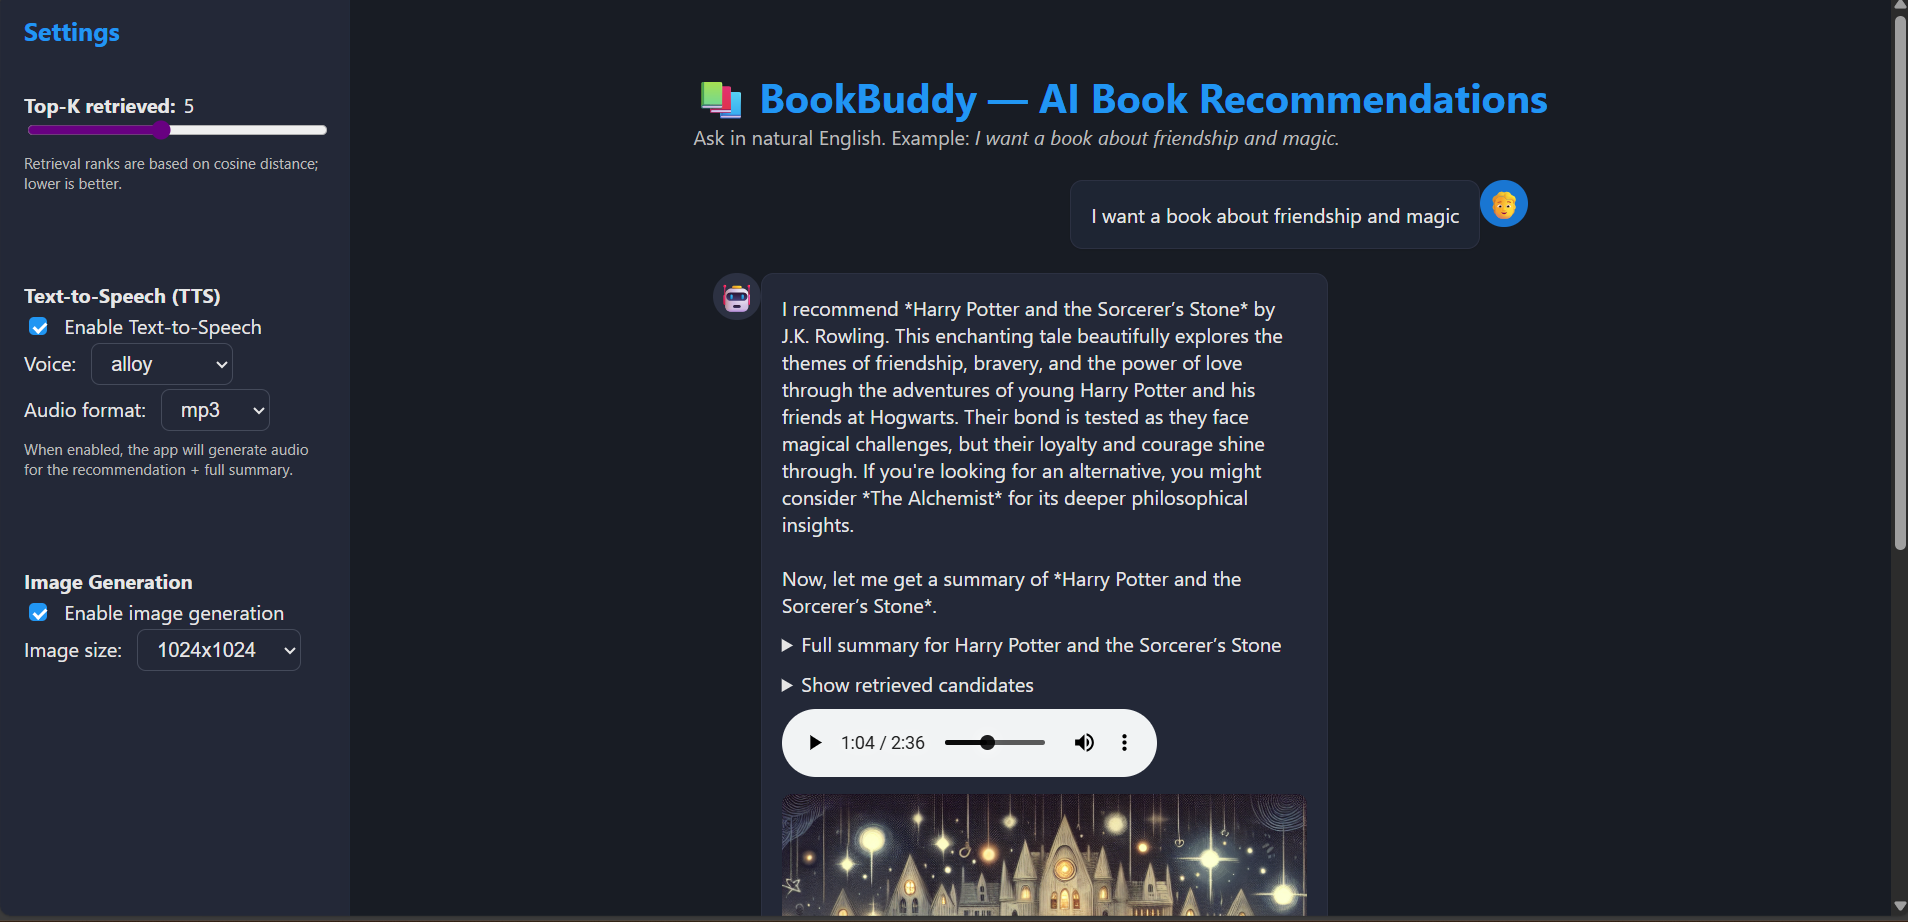 Settings
Top-K retrieved: 5
Retrieval ranks are based on cosine distance;
lower is better.
Text-to-Speech (TTS)
Enable Text-to-Speech
Voice: alloy
Audio format: mp3
When enabled, the app will generate audio
for the recommendation + full summary.
Image Generation
Enable image generation
Image size: 1024x1024
BookBuddy — AI Book Recommendations
Ask in natural English. Example: I want a book about friendship and magic.
I want a book about friendship and magic
I recommend *Harry Potter and the Sorcerer’s Stone* by
J.K. Rowling. This enchanting tale beautifully explores the
themes of friendship, bravery, and the power of love
through the adventures of young Harry Potter and his
friends at Hogwarts. Their bond is tested as they face
magical challenges, but their loyalty and courage shine
through. If you're looking for an alternative, you might
consider *The Alchemist* for its deeper philosophical
insights.
Now, let me get a summary of *Harry Potter and the
Sorcerer’s Stone*.
Full summary for Harry Potter and the Sorcerer’s Stone
Show retrieved candidates
1:04 / 2:36